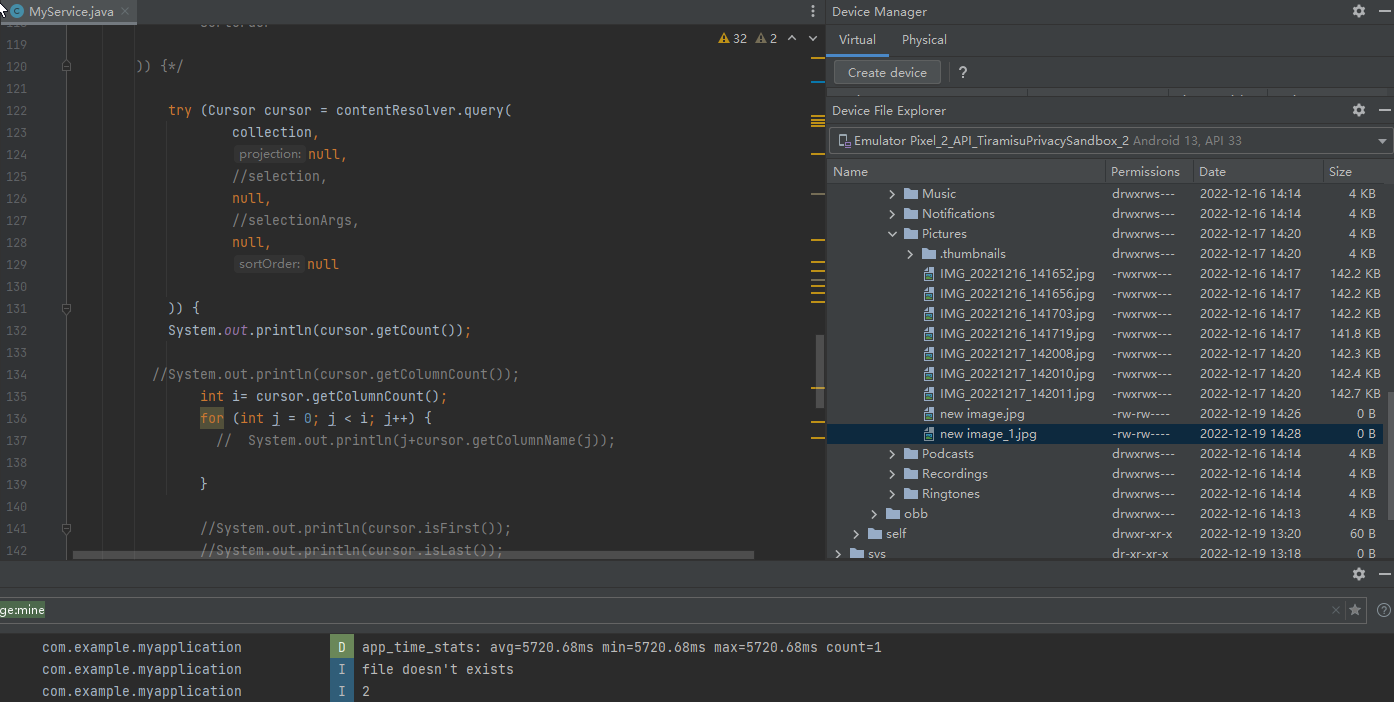 MyService.java
119
120 )) {*/
121
122 try (Cursor cursor = contentResolver.query(
123 collection,
124 projection: null,
125 //selection,
126 null,
127 //selectionArgs,
128 null,
129 sortOrder: null
130
131 )) {
132 System.out.println(cursor.getCount());
133
134 //System.out.println(cursor.getColumnCount());
135 int i= cursor.getColumnCount();
136 for (int j = 0; j < i; j++) {
137 // System.out.println(j+cursor.getColumnName(j));
138
139 }
140
141 //System.out.println(cursor.isFirst());
142 //System.out.println(cursor.isLast());
32 2
Device Manager
Virtual Physical
Create device ?
Device File Explorer
Emulator Pixel_2_API_TiramisuPrivacySandbox_2 Android 13, API 33
Name Permissions Date Size
Music drwxrws--- 2022-12-16 14:14 4 KB
Notifications drwxrws--- 2022-12-16 14:14 4 KB
Pictures drwxrws--- 2022-12-17 14:20 4 KB
.thumbnails drwxrws--- 2022-12-17 14:20 4 KB
IMG_20221216_141652.jpg -rwxrwx--- 2022-12-16 14:17 142.2 KB
IMG_20221216_141656.jpg -rwxrwx--- 2022-12-16 14:17 142.2 KB
IMG_20221216_141703.jpg -rwxrwx--- 2022-12-16 14:17 142.2 KB
IMG_20221216_141719.jpg -rwxrwx--- 2022-12-16 14:17 141.8 KB
IMG_20221217_142008.jpg -rwxrwx--- 2022-12-17 14:20 142.3 KB
IMG_20221217_142010.jpg -rwxrwx--- 2022-12-17 14:20 142.4 KB
IMG_20221217_142011.jpg -rwxrwx--- 2022-12-17 14:20 142.7 KB
new image.jpg -rw-rw---- 2022-12-19 14:26 0 B
new image_1.jpg -rw-rw---- 2022-12-19 14:28 0 B
Podcasts drwxrws--- 2022-12-16 14:14 4 KB
Recordings drwxrws--- 2022-12-16 14:14 4 KB
Ringtones drwxrws--- 2022-12-16 14:14 4 KB
obb drwxrwx--- 2022-12-16 14:13 4 KB
self drwxr-xr-x 2022-12-19 13:20 60 B
sys dr-xr-xr-x 2022-12-19 13:18 0 B
ge:mine
com.example.myapplication D app_time_stats: avg=5720.68ms min=5720.68ms max=5720.68ms count=1
com.example.myapplication I file doesn't exists
com.example.myapplication I 2